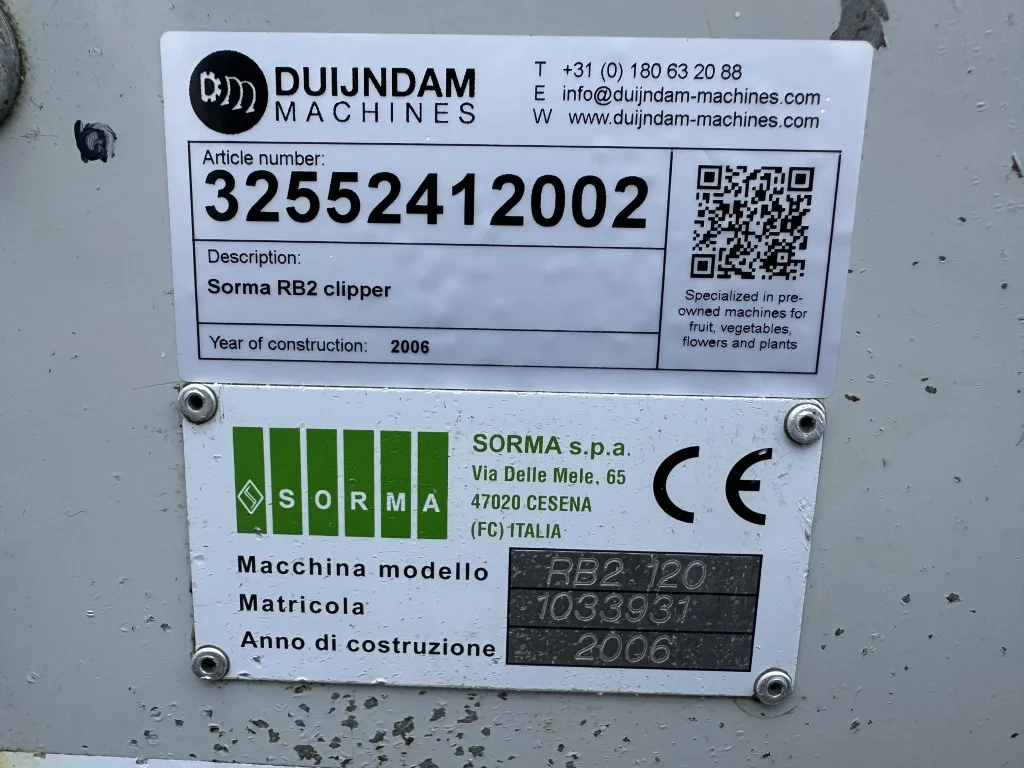 DUIJNDAM
MACHINES
T +31 (0) 180 63 20 88
E info@duijndam-machines.com
W www.duijndam-machines.com
Article number:
32552412002
Description:
Sorma RB2 clipper
Year of construction: 2006
Specialized in pre-
owned machines for
fruit, vegetables,
flowers and plants
SORMA
SORMA s.p.a.
Via Delle Mele, 65
47020 CESENA
(FC) ITALIA
CE
Macchina modello RB2 120
Matricola 1033931
Anno di costruzione 2006